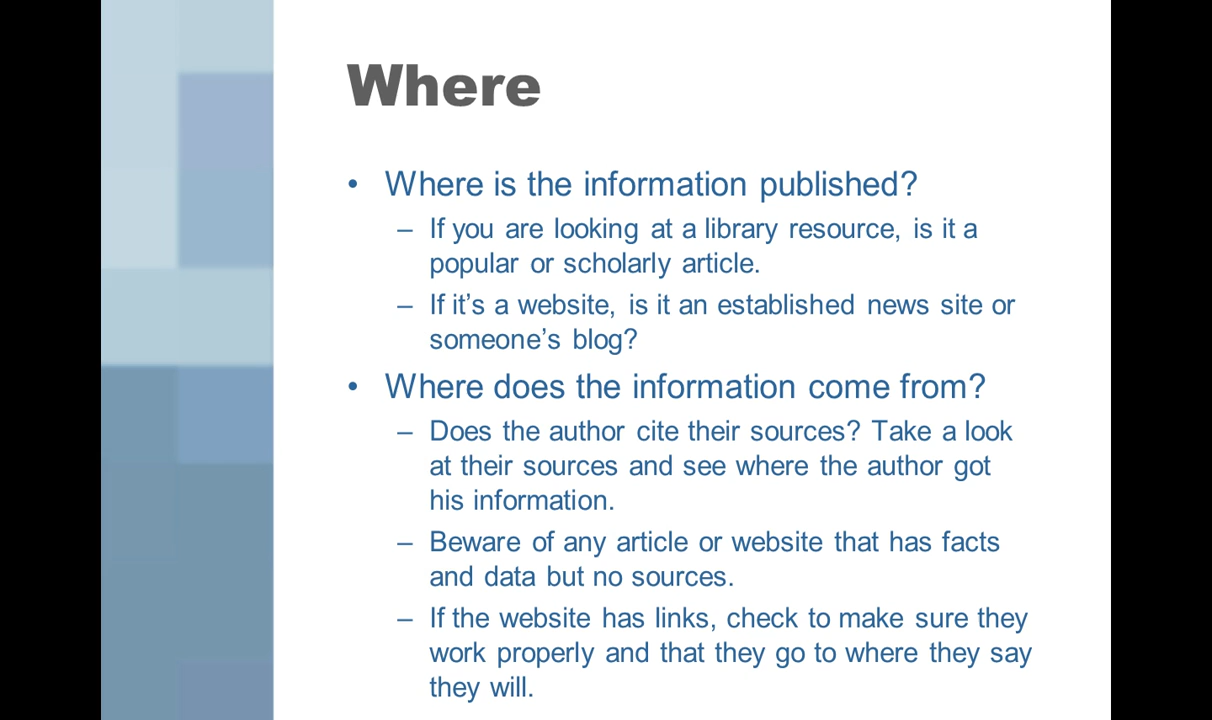 Where
• Where is the information published?
– If you are looking at a library resource, is it a
popular or scholarly article.
– If it’s a website, is it an established news site or
someone’s blog?
• Where does the information come from?
– Does the author cite their sources? Take a look
at their sources and see where the author got
his information.
– Beware of any article or website that has facts
and data but no sources.
– If the website has links, check to make sure they
work properly and that they go to where they say
they will.